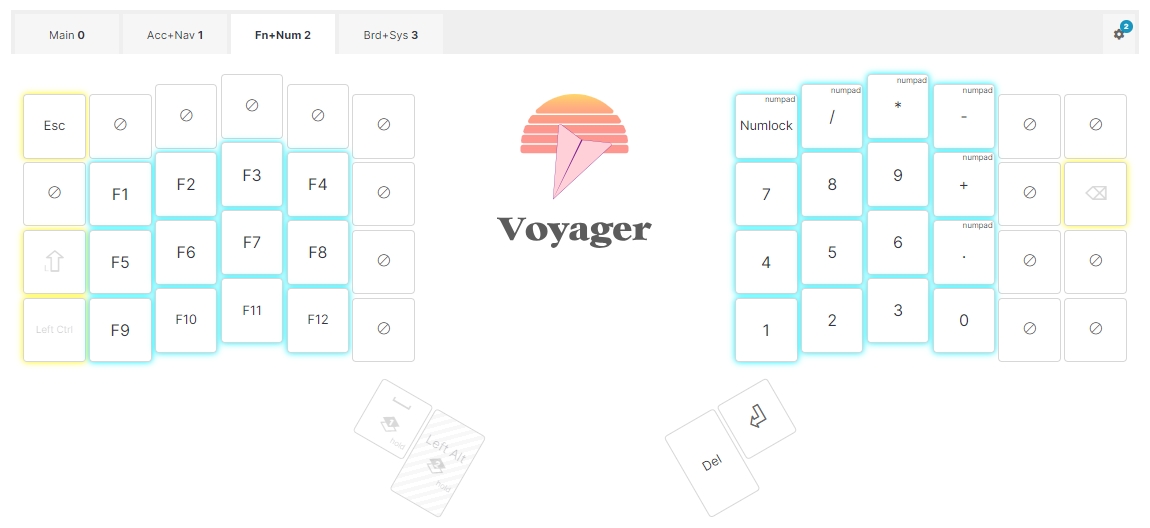 Main 0 Acc+Nav 1 Fn+Num 2 Brd+Sys 3 2
numpad
numpad numpad
numpad
Esc Numlock / * -
numpad
F1 F2 F3 F4 7 8 9 +
Voyager
numpad
F5 F6 F7 F8 4 5 6 .
Left Ctrl F9 F10 F11 F12 1 2 3 0
hold
Left Alt
hold
Del